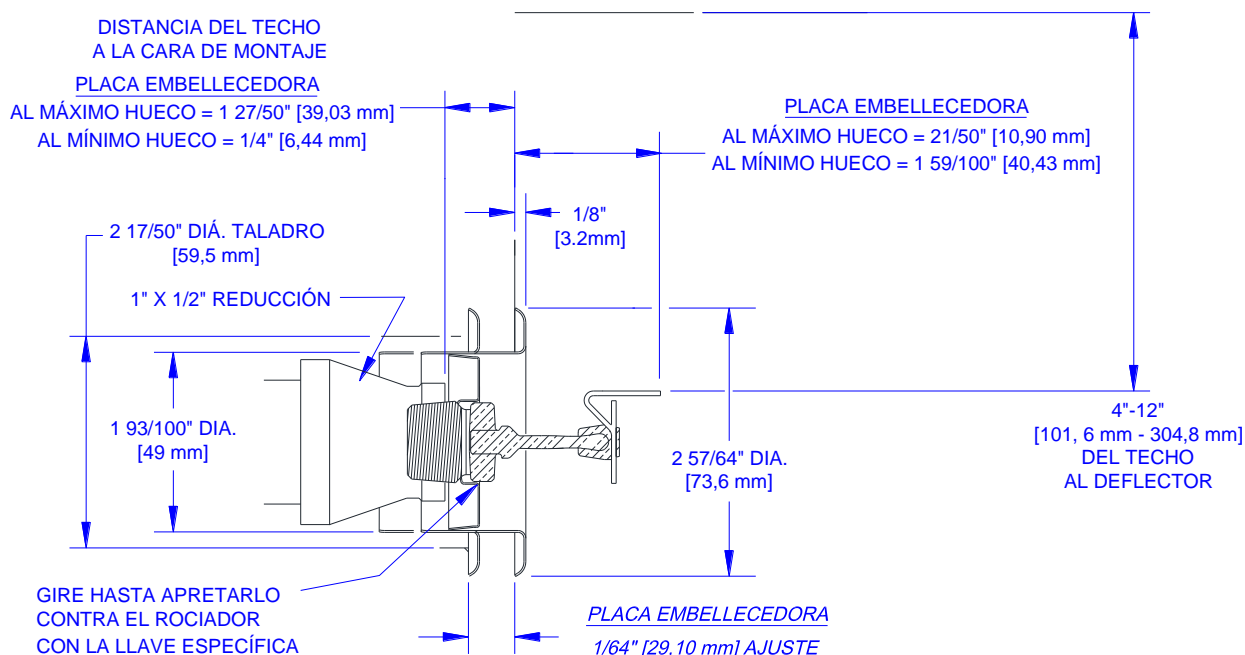 DISTANCIA DEL TECHO
A LA CARA DE MONTAJE
PLACA EMBELLECEDORA
AL MÁXIMO HUECO = 1 27/50" [39,03 mm]
AL MÍNIMO HUECO = 1/4" [6,44 mm]
PLACA EMBELLECEDORA
AL MÁXIMO HUECO = 21/50" [10,90 mm]
AL MÍNIMO HUECO = 1 59/100" [40,43 mm]
1/8"
[3.2mm]
2 17/50" DIÁ. TALADRO
[59,5 mm]
1" X 1/2" REDUCCIÓN
1 93/100" DIA.
[49 mm]
2 57/64" DIA.
[73,6 mm]
4"-12"
[101, 6 mm - 304,8 mm]
DEL TECHO
AL DEFLECTOR
GIRE HASTA APRETARLO
CONTRA EL ROCIADOR
CON LA LLAVE ESPECÍFICA
PLACA EMBELLECEDORA
1/64" [29,10 mm] AJUSTE